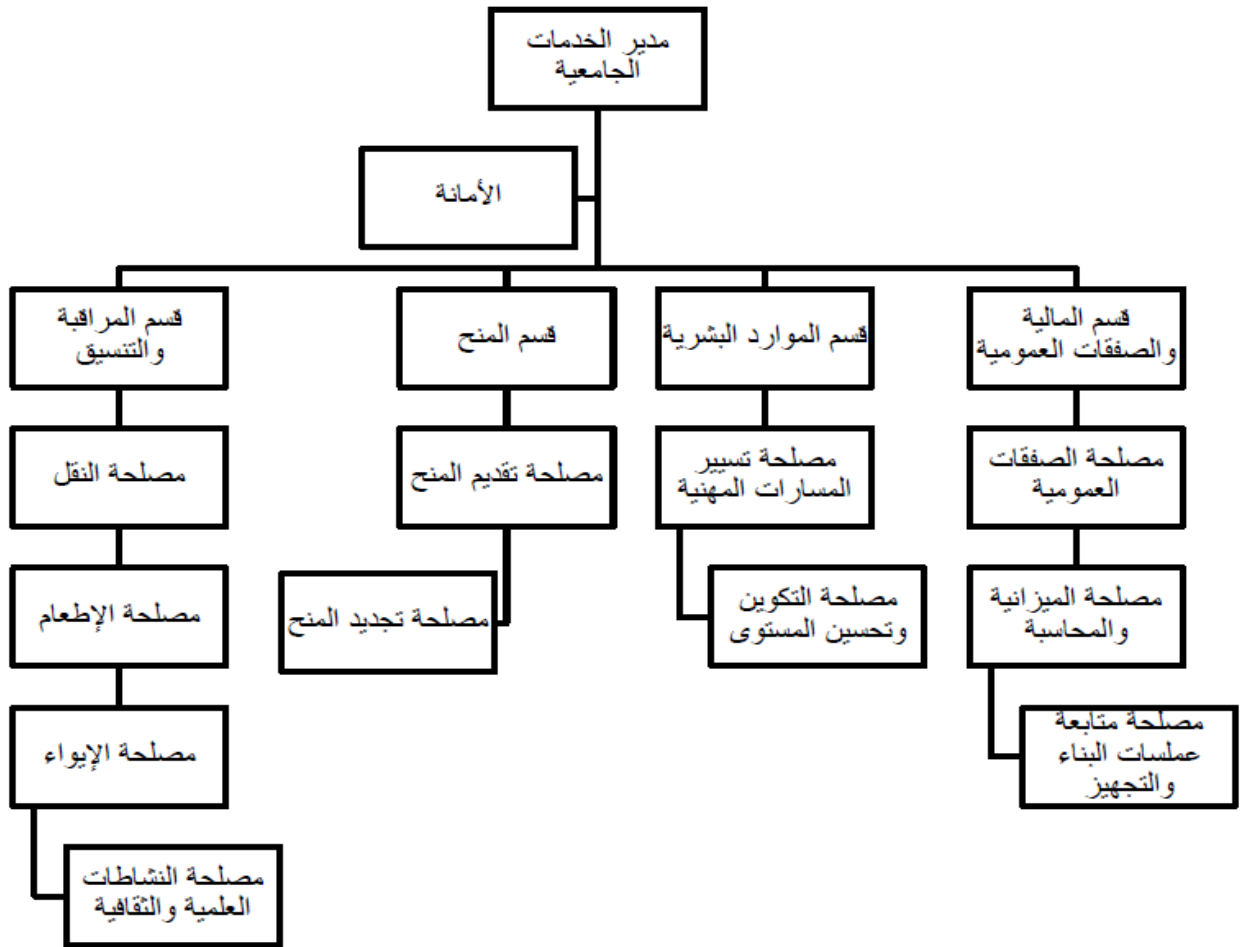 مدير الخدمات
الجامعية
الأمانة
قسم المالية
والصفقات العمومية
قسم الموارد البشرية
قسم المنح
قسم المراقبة
والتنسيق
مصلحة الصفقات
العمومية
مصلحة تسيير
المسارات المهنية
مصلحة تقديم المنح
مصلحة النقل
مصلحة الميزانية
والمحاسبة
مصلحة التكوين
وتحسين المستوى
مصلحة تجديد المنح
مصلحة الإطعام
مصلحة متابعة
عملسات البناء
والتجهيز
مصلحة الإيواء
مصلحة النشاطات
العلمية والثقافية